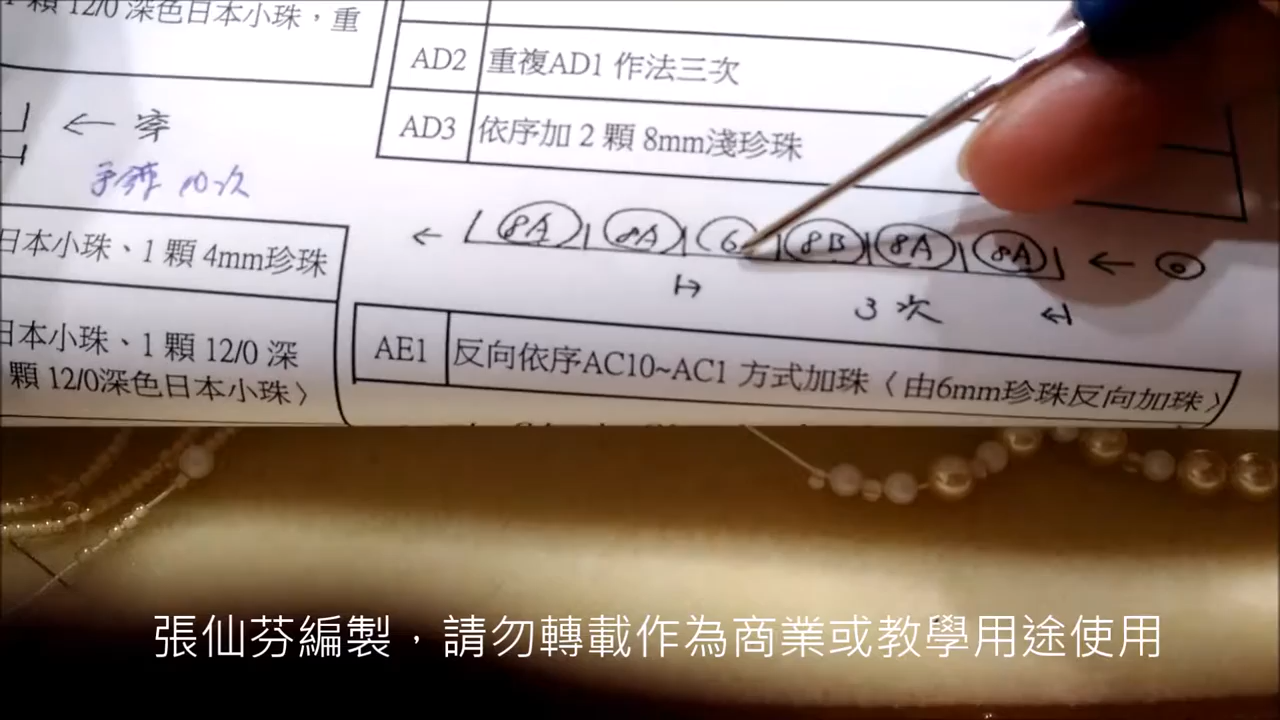 顆 12/0 深色日本小珠，重
← 穿
手鍊 10次
日本小珠、1 顆 4mm珍珠
日本小珠、1 顆 12/0 深
顆 12/0深色日本小珠〉
AD2 重複AD1 作法三次
AD3 依序加 2 顆 8mm淺珍珠
← 8A 8A 6 8B 8A 8A ←
3 次
AE1 反向依序AC10~AC1 方式加珠〈由6mm珍珠反向加珠〉
張仙芬編製，請勿轉載作為商業或教學用途使用